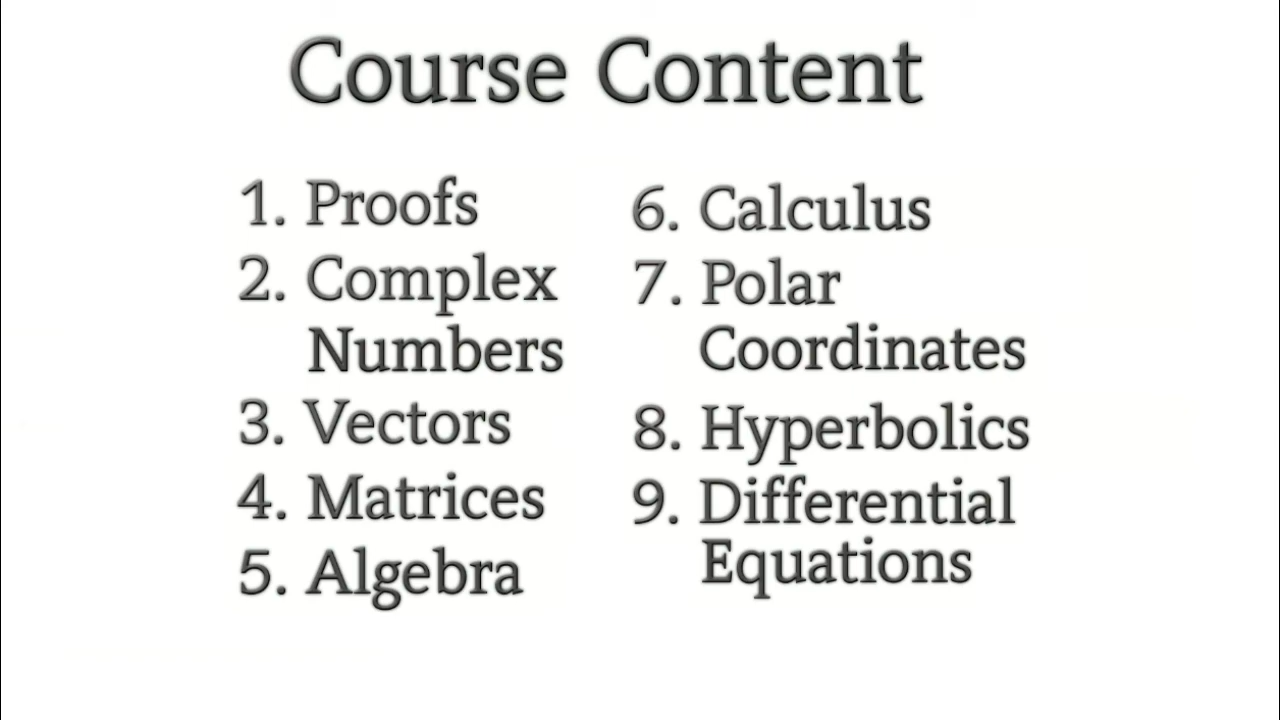 Course Content
1. Proofs
2. Complex
Numbers
3. Vectors
4. Matrices
5. Algebra
6. Calculus
7. Polar
Coordinates
8. Hyperbolics
9. Differential
Equations